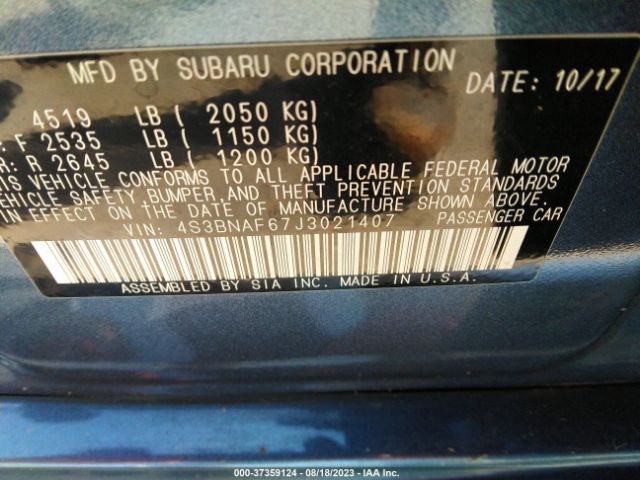 MFD BY SUBARU CORPORATION
DATE: 10/17
4519 LB ( 2050 KG)
F 2535 LB ( 1150 KG)
R: R 2645 LB ( 1200 KG)
IS VEHICLE CONFORMS TO ALL APPLICABLE FEDERAL MOTOR
VEHICLE SAFETY, BUMPER, AND THEFT PREVENTION STANDARDS
IN EFFECT ON THE DATE OF MANUFACTURE SHOWN ABOVE.
VIN: 4S3BNAF67J3021407 PASSENGER CAR
ASSEMBLED BY SIA INC. MADE IN U.S.A.
000-37359124 | 08/18/2023 | IAA Inc.